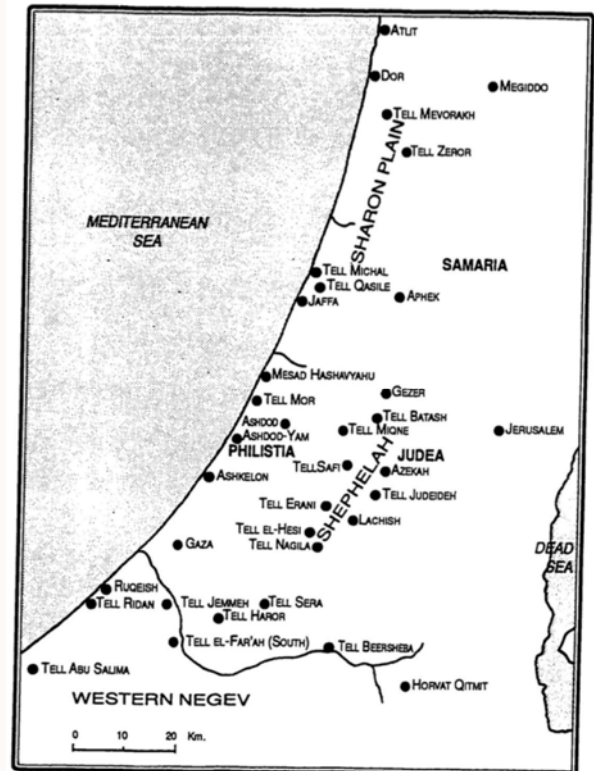 ATLIT
DOR
MEGIDDO
TELL MEVORAKH
TELL ZEROR
SHARON PLAIN
MEDITERRANEAN
SEA
SAMARIA
TELL MICHAL
TELL QASILE
JAFFA
APHEK
MESAD HASHAVYAHU
GEZER
TELL MOR
TELL BATASH
ASHDOD
TELL MIQNE
JERUSALEM
ASHDOD-YAM
PHILISTIA
JUDEA
TELL SAFI
AZEKAH
ASHKELON
SHEPHELAH
TELL JUDEIDEH
TELL ERANI
LACHISH
TELL EL-HESI
GAZA
TELL NAGILA
DEAD
SEA
RUQEISH
TELL RIDAN
TELL JEMMEH
TELL SERA
TELL HAROR
TELL EL-FAR'AH (SOUTH)
TELL BEERSHEBA
TELL ABU SALIMA
HORVAT QITMIT
WESTERN NEGEV
0 10 20 KM.